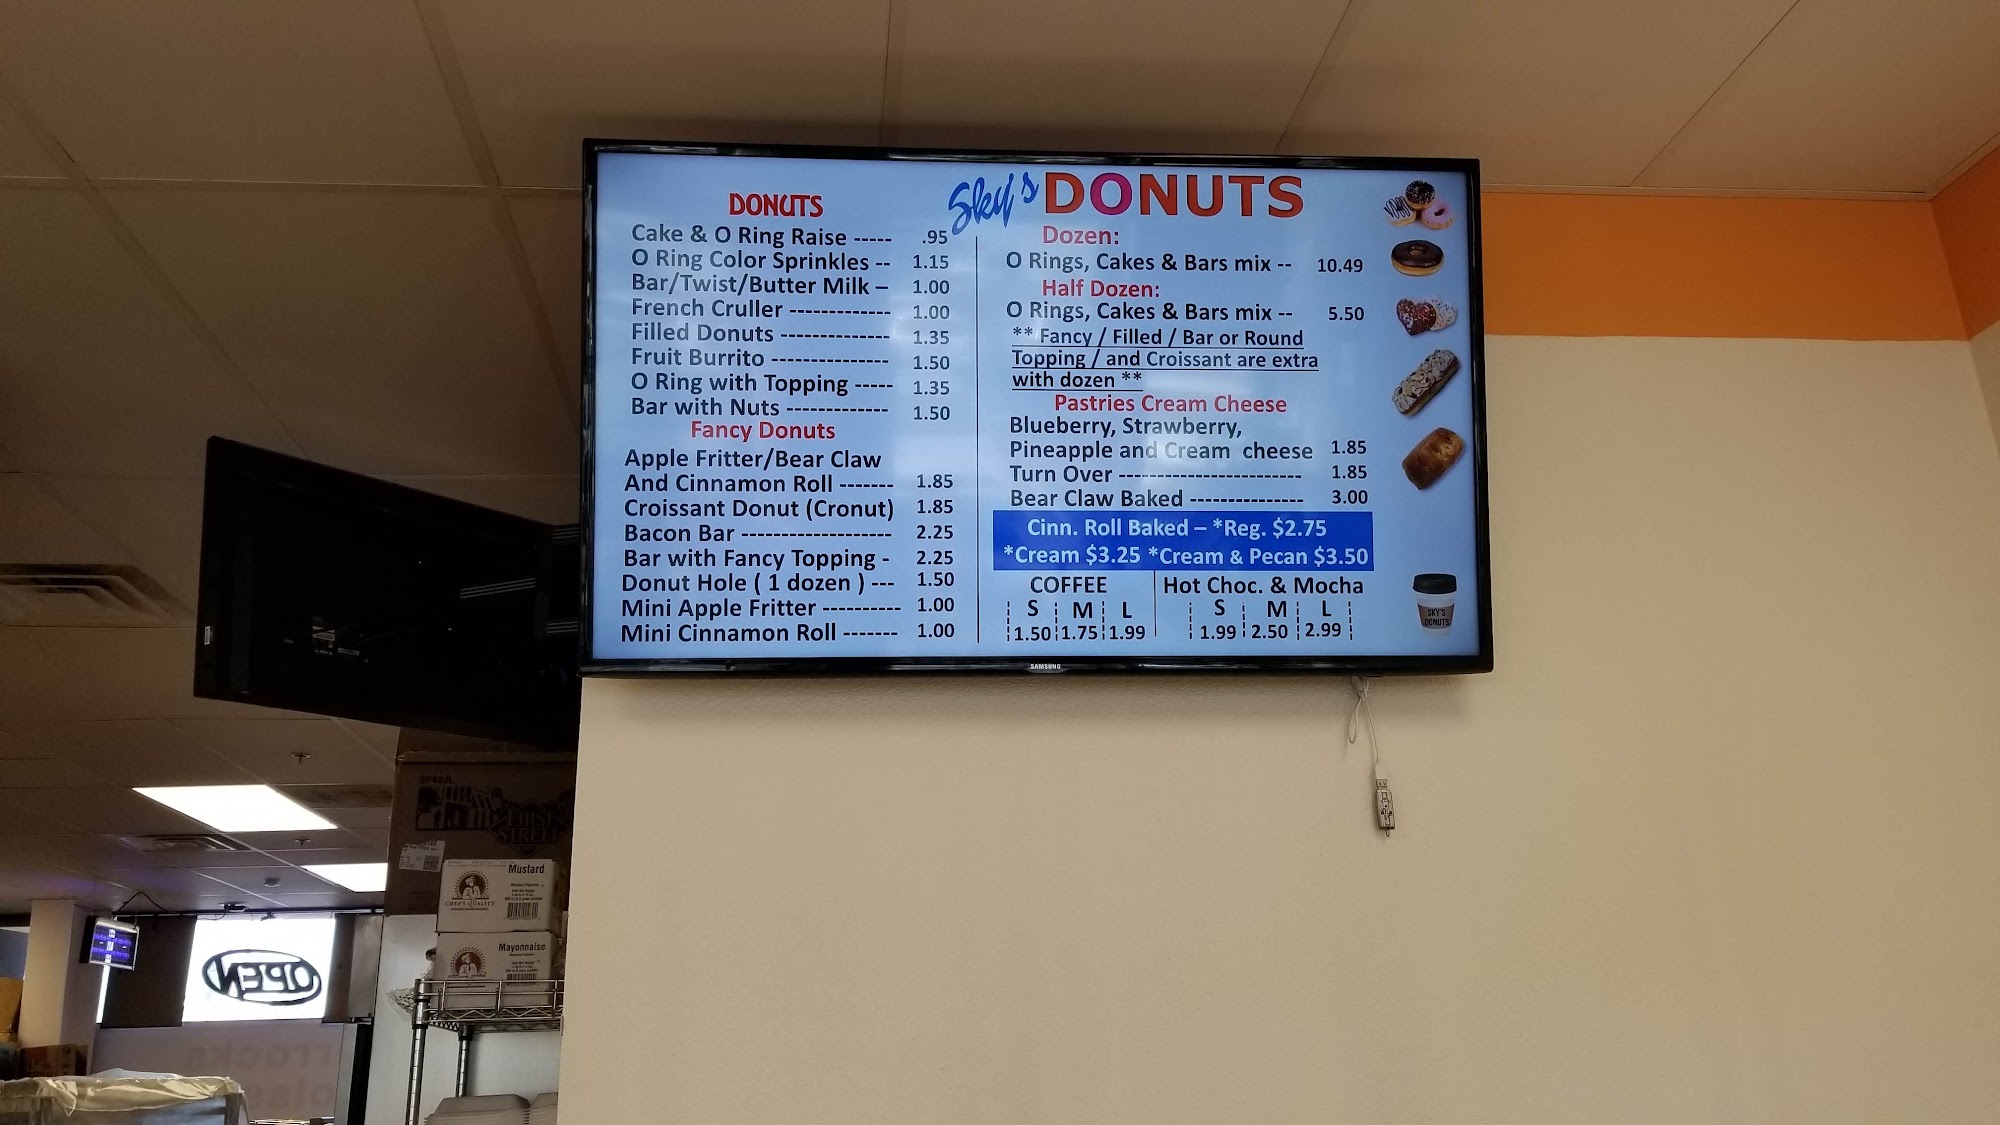 Sky's DONUTS
DONUTS
Cake & O Ring Raise ----- .95
O Ring Color Sprinkles -- 1.15
Bar/Twist/Butter Milk – 1.00
French Cruller ------------- 1.00
Filled Donuts -------------- 1.35
Fruit Burrito --------------- 1.50
O Ring with Topping ----- 1.35
Bar with Nuts ------------- 1.50
Fancy Donuts
Apple Fritter/Bear Claw
And Cinnamon Roll ------- 1.85
Croissant Donut (Cronut) 1.85
Bacon Bar ------------------- 2.25
Bar with Fancy Topping - 2.25
Donut Hole ( 1 dozen ) --- 1.50
Mini Apple Fritter ---------- 1.00
Mini Cinnamon Roll ------- 1.00
Dozen:
O Rings, Cakes & Bars mix -- 10.49
Half Dozen:
O Rings, Cakes & Bars mix -- 5.50
** Fancy / Filled / Bar or Round
Topping / and Croissant are extra
with dozen **
Pastries Cream Cheese
Blueberry, Strawberry,
Pineapple and Cream cheese 1.85
Turn Over ------------------------- 1.85
Bear Claw Baked --------------- 3.00
Cinn. Roll Baked – *Reg. $2.75
*Cream $3.25 *Cream & Pecan $3.50
COFFEE
S M L
1.50 1.75 1.99
Hot Choc. & Mocha
S M L
1.99 2.50 2.99
SKY'S
DONUTS
SAMSUNG
FIRST
STREET
Mustard
CHEF'S QUALITY
Mayonnaise
OPEN